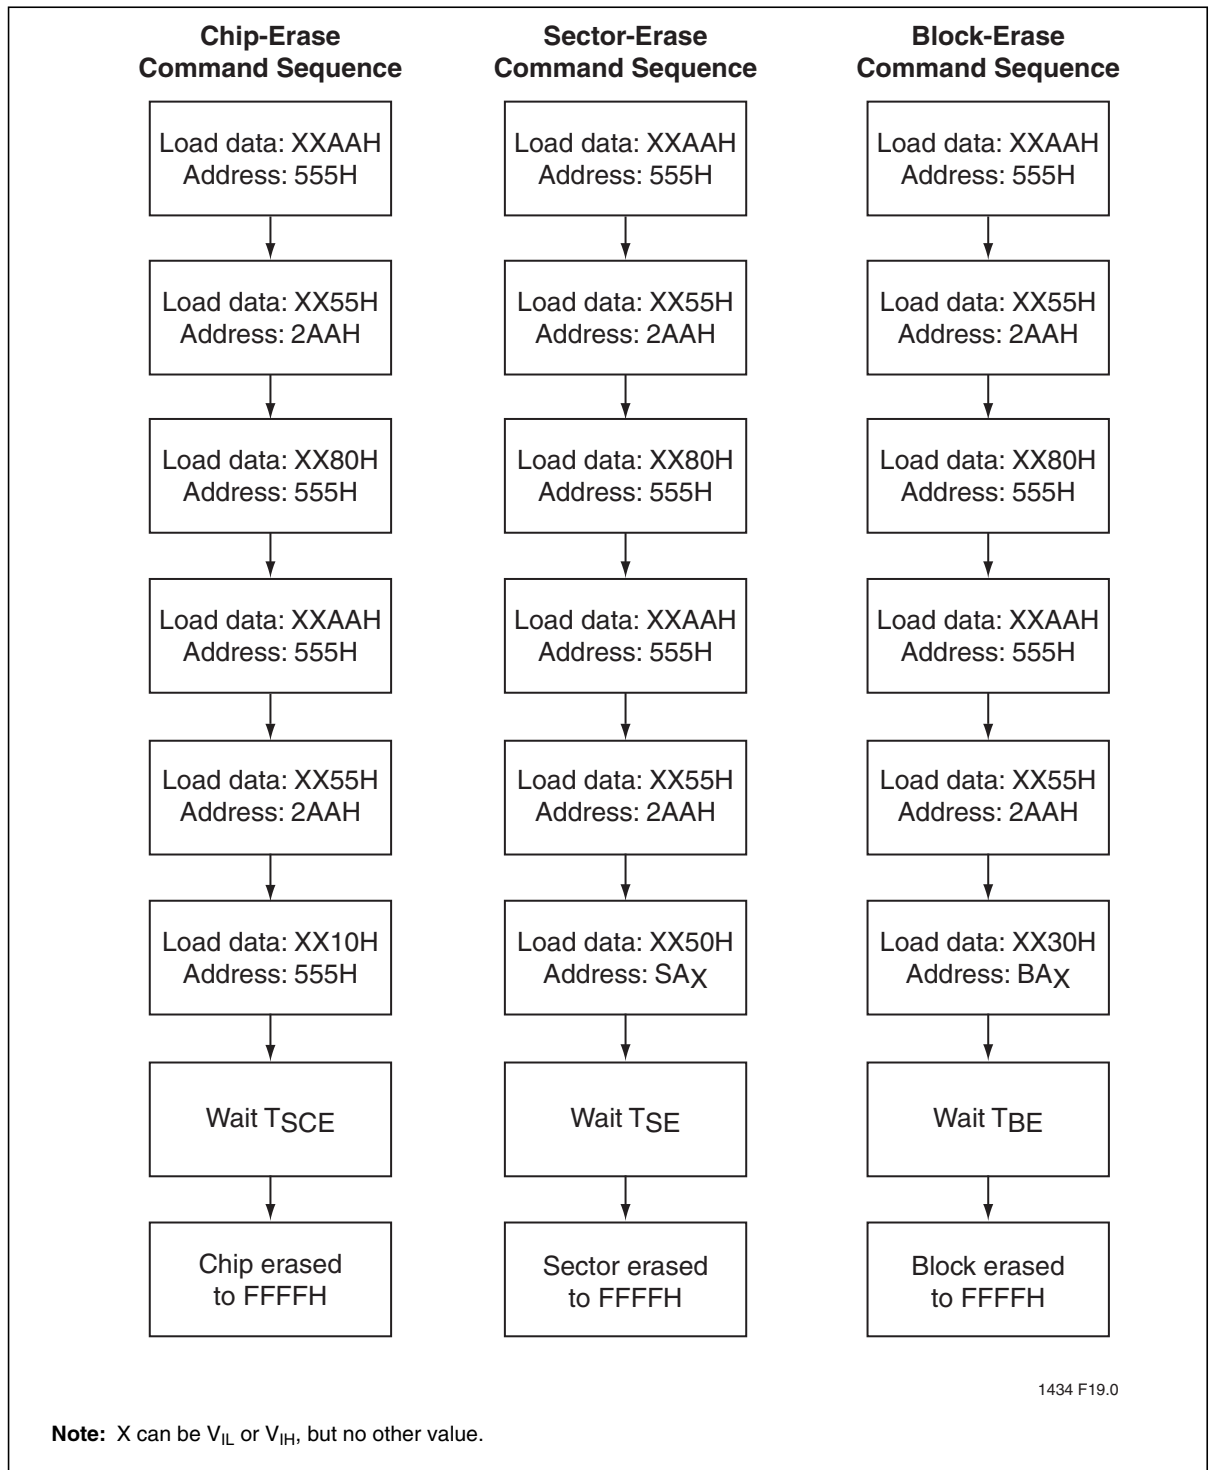 Chip-Erase
Command Sequence
Load data: XXAAH
Address: 555H
Load data: XX55H
Address: 2AAH
Load data: XX80H
Address: 555H
Load data: XXAAH
Address: 555H
Load data: XX55H
Address: 2AAH
Load data: XX10H
Address: 555H
Wait TSCE
Chip erased
to FFFFH
Sector-Erase
Command Sequence
Load data: XXAAH
Address: 555H
Load data: XX55H
Address: 2AAH
Load data: XX80H
Address: 555H
Load data: XXAAH
Address: 555H
Load data: XX55H
Address: 2AAH
Load data: XX50H
Address: SAX
Wait TSE
Sector erased
to FFFFH
Block-Erase
Command Sequence
Load data: XXAAH
Address: 555H
Load data: XX55H
Address: 2AAH
Load data: XX80H
Address: 555H
Load data: XXAAH
Address: 555H
Load data: XX55H
Address: 2AAH
Load data: XX30H
Address: BAX
Wait TBE
Block erased
to FFFFH
1434 F19.0
Note: X can be VIL or VIH, but no other value.